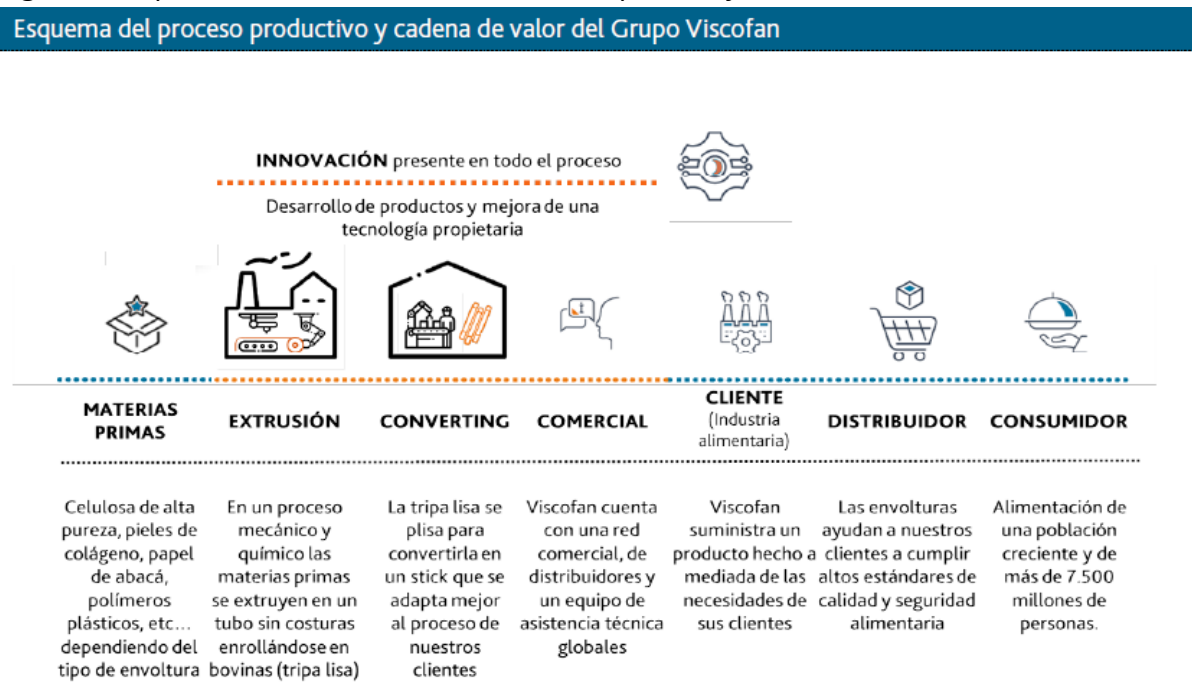 Esquema del proceso productivo y cadena de valor del Grupo Viscofan
INNOVACIÓN presente en todo el proceso
Desarrollo de productos y mejora de una
tecnología propietaria
MATERIAS
PRIMAS
EXTRUSIÓN
CONVERTING
COMERCIAL
CLIENTE
(Industria
alimentaria)
DISTRIBUIDOR
CONSUMIDOR
Celulosa de alta
pureza, pieles de
colágeno, papel
de abacá,
polímeros
plásticos, etc...
dependiendo del
tipo de envoltura
En un proceso
mecánico y
químico las
materias primas
se extruyen en un
tubo sin costuras
enrollándose en
bovinas (tripa lisa)
La tripa lisa se
plisa para
convertirla en
un stick que se
adapta mejor
al proceso de
nuestros
clientes
Viscofan cuenta
con una red
comercial, de
distribuidores y
un equipo de
asistencia técnica
globales
Viscofan
suministra un
producto hecho a
mediada de las
necesidades de
sus clientes
Las envolturas
ayudan a nuestros
clientes a cumplir
altos estándares de
calidad y seguridad
alimentaria
Alimentación de
una población
creciente y de
más de 7.500
millones de
personas.